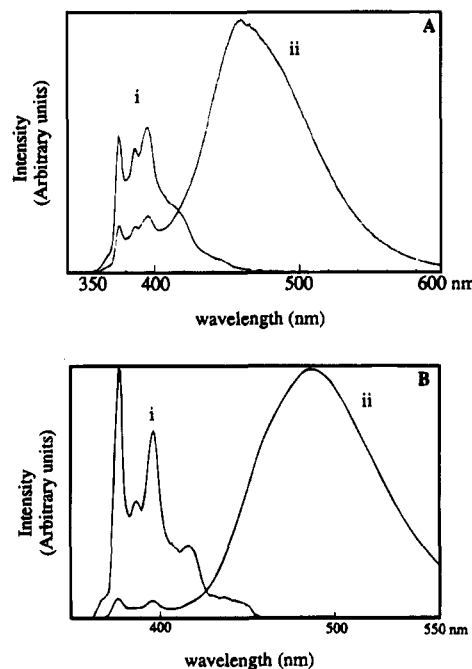 A
i
ii
Intensity
(Arbitrary units)
350
400
500
600 nm
wavelength (nm)
B
i
ii
Intensity
(Arbitrary units)
400
500
550 nm
wavelength (nm)